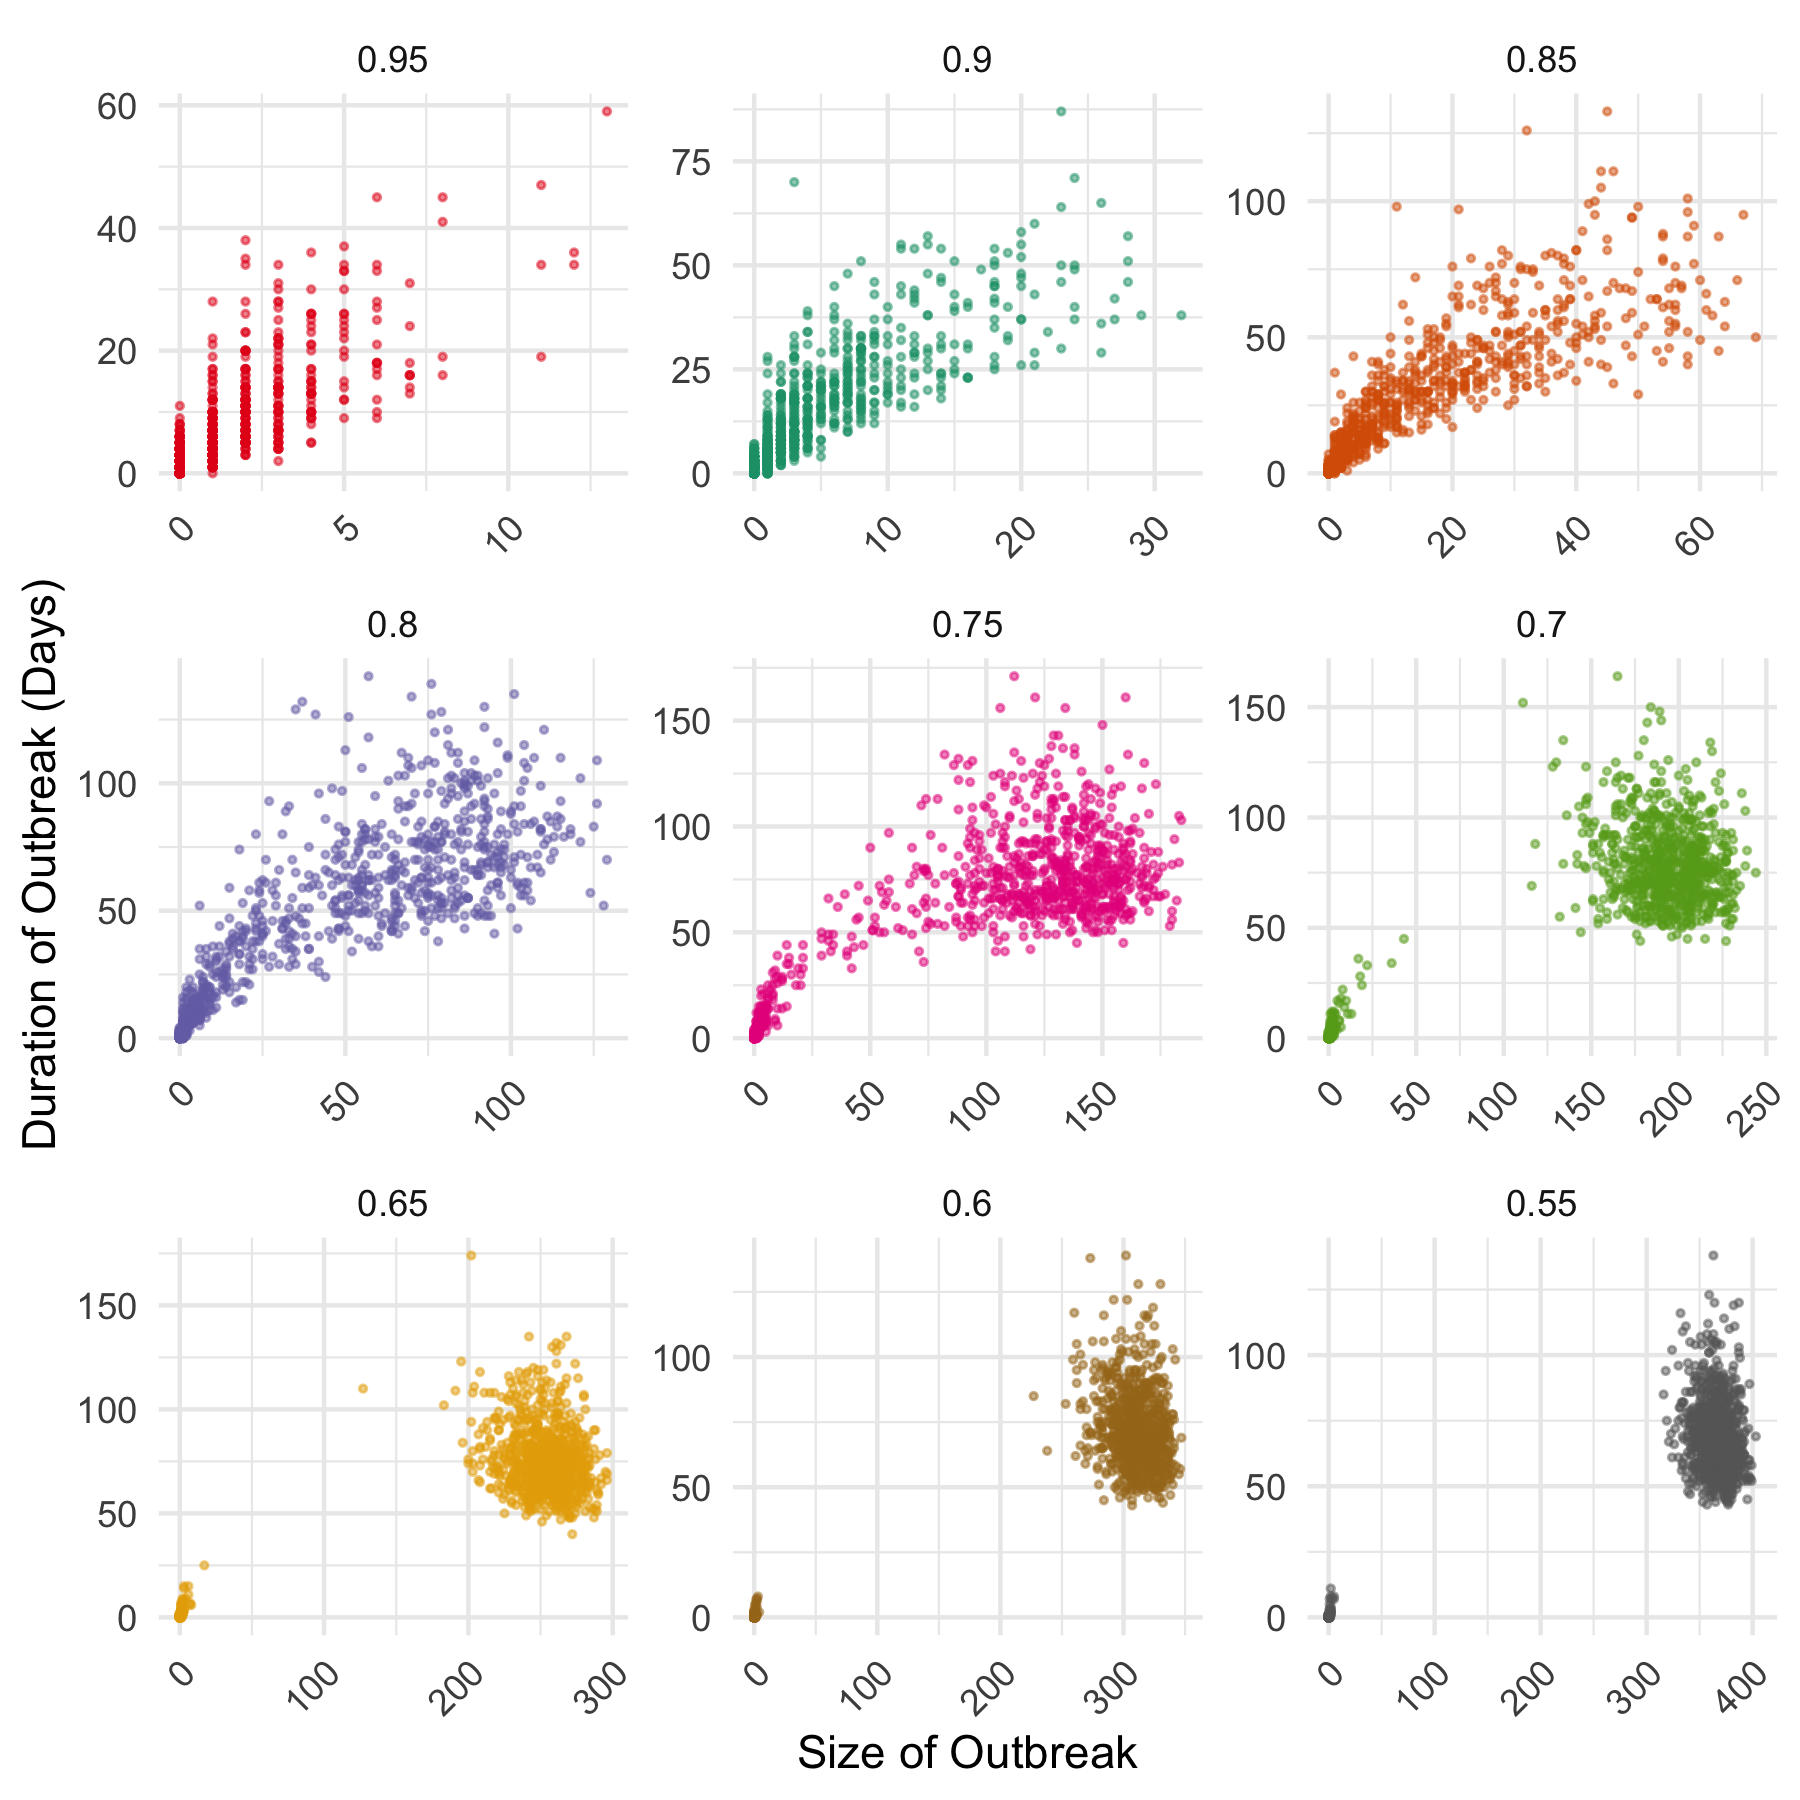 0.95 0.9 0.85
60 40 20 0
75 50 25 0
100 50 0
0 5 10
0 10 20 30
0 20 40 60
0.8 0.75 0.7
100 50 0
150 100 50 0
150 100 50 0
0 50 100
0 50 100 150
0 50 100 150 200 250
0.65 0.6 0.55
150 100 50 0
100 50 0
100 50 0
0 100 200 300
0 100 200 300
0 100 200 300 400
Duration of Outbreak (Days)
Size of Outbreak